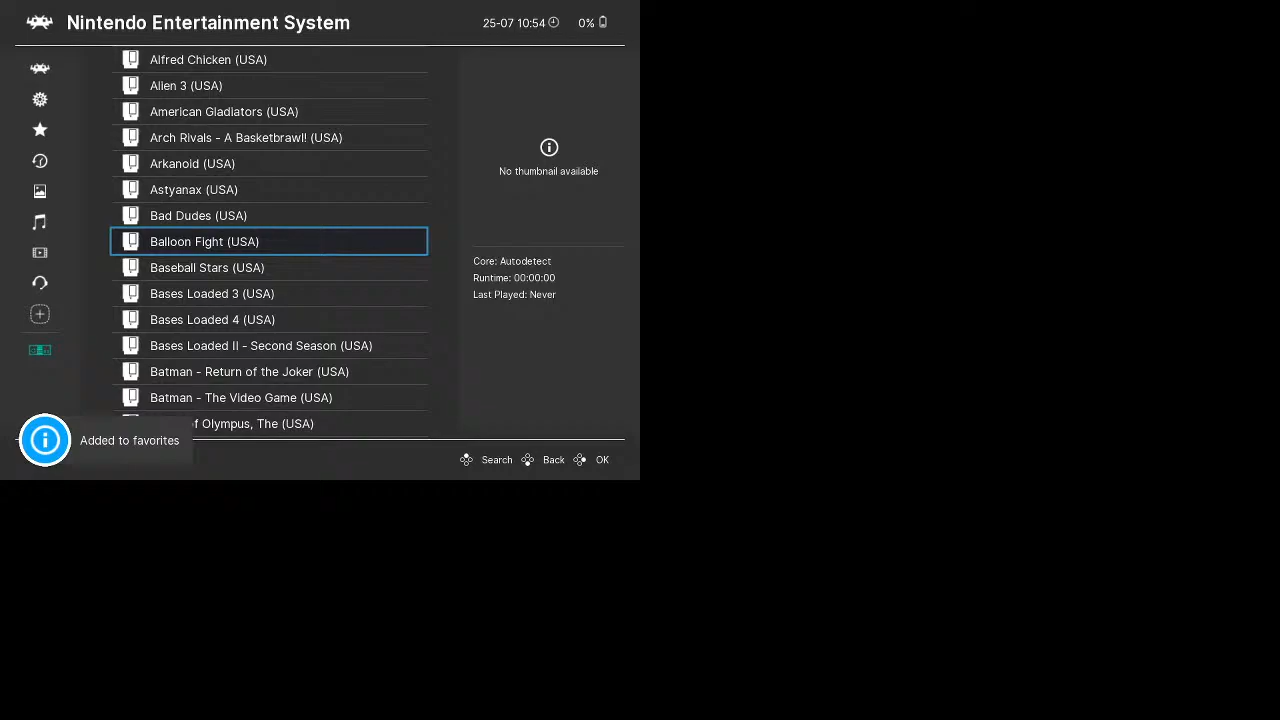 Nintendo Entertainment System
25-07 10:54
0%
Alfred Chicken (USA)
Alien 3 (USA)
American Gladiators (USA)
Arch Rivals - A Basketbrawl! (USA)
Arkanoid (USA)
Astyanax (USA)
Bad Dudes (USA)
Balloon Fight (USA)
Baseball Stars (USA)
Bases Loaded 3 (USA)
Bases Loaded 4 (USA)
Bases Loaded II - Second Season (USA)
Batman - Return of the Joker (USA)
Batman - The Video Game (USA)
of Olympus, The (USA)
No thumbnail available
Core: Autodetect
Runtime: 00:00:00
Last Played: Never
Added to favorites
Search Back OK